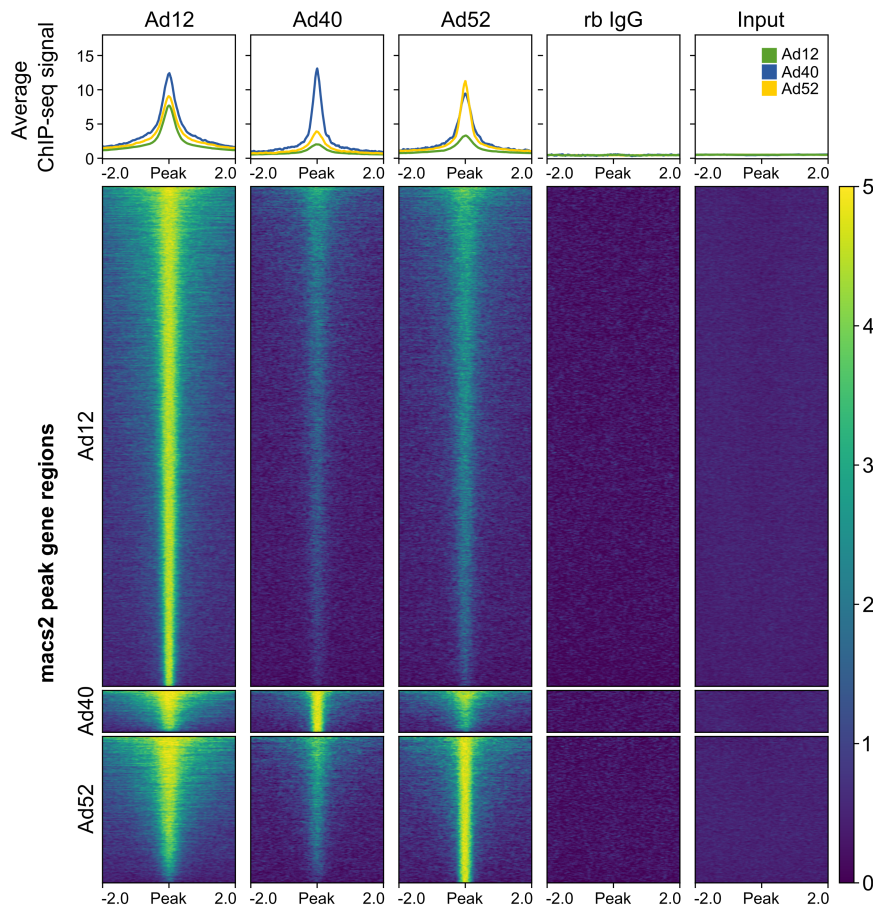 Ad12 Ad40 Ad52 rb IgG Input
Average
ChIP-seq signal
15
10
5
0
Ad12
Ad40
Ad52
-2.0 Peak 2.0 -2.0 Peak 2.0 -2.0 Peak 2.0 -2.0 Peak 2.0 -2.0 Peak 2.0
macs2 peak gene regions
Ad12
Ad40
Ad52
5
4
3
2
1
0
-2.0 Peak 2.0 -2.0 Peak 2.0 -2.0 Peak 2.0 -2.0 Peak 2.0 -2.0 Peak 2.0